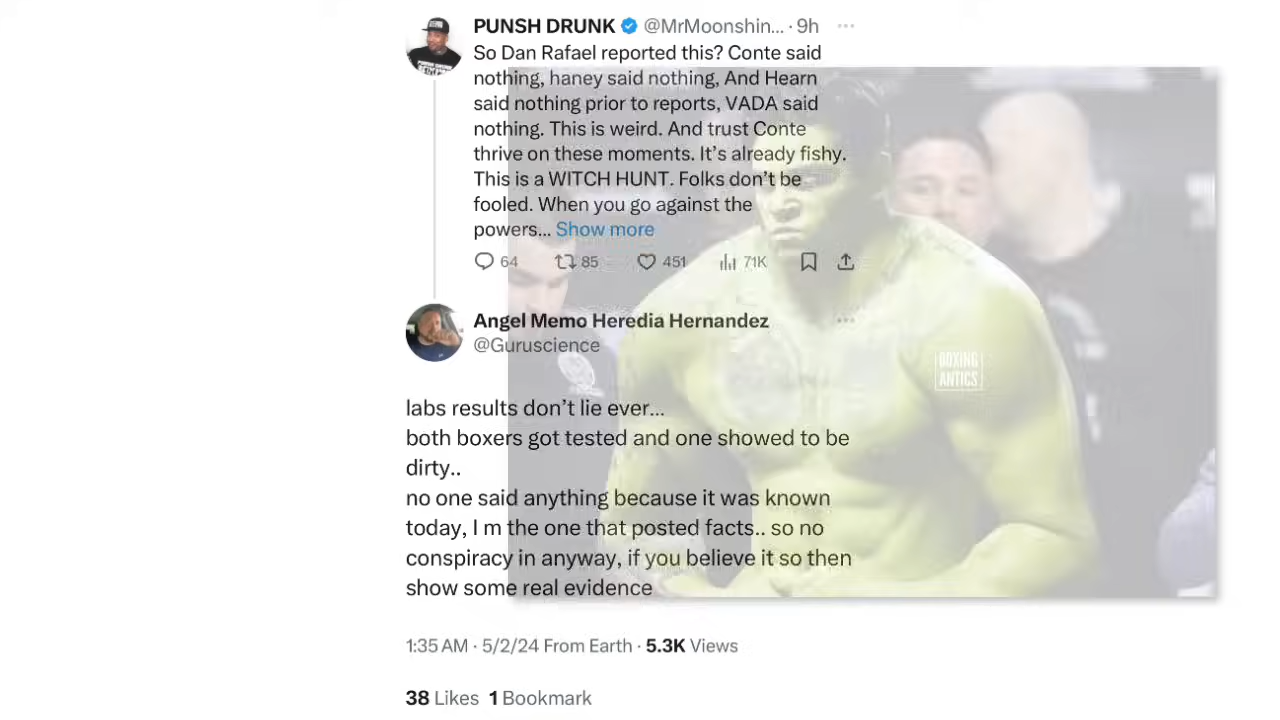 PUNSH DRUNK @MrMoonshin... · 9h
So Dan Rafael reported this? Conte said
nothing, haney said nothing, And Hearn
said nothing prior to reports, VADA said
nothing. This is weird. And trust Conte
thrive on these moments. It's already fishy.
This is a WITCH HUNT. Folks don't be
fooled. When you go against the
powers... Show more
64 85 451 71K
Angel Memo Heredia Hernandez
@Guruscience
BOXING
ANTICS
labs results don't lie ever...
both boxers got tested and one showed to be
dirty..
no one said anything because it was known
today, I m the one that posted facts.. so no
conspiracy in anyway, if you believe it so then
show some real evidence
1:35 AM · 5/2/24 From Earth · 5.3K Views
38 Likes 1 Bookmark